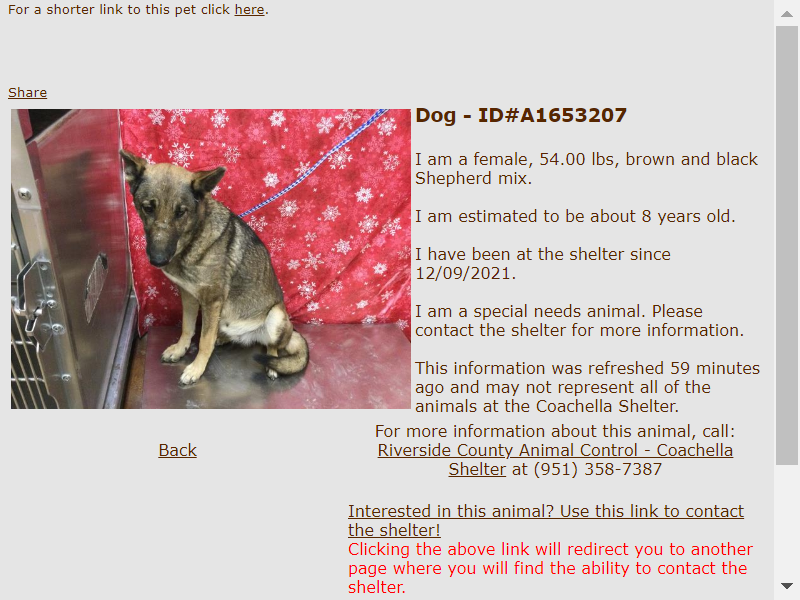 For a shorter link to this pet click here.
Share
Dog - ID#A1653207
I am a female, 54.00 lbs, brown and black
Shepherd mix.
I am estimated to be about 8 years old.
I have been at the shelter since
12/09/2021.
I am a special needs animal. Please
contact the shelter for more information.
This information was refreshed 59 minutes
ago and may not represent all of the
animals at the Coachella Shelter.
For more information about this animal, call:
Riverside County Animal Control - Coachella
Shelter at (951) 358-7387
Back
Interested in this animal? Use this link to contact
the shelter!
Clicking the above link will redirect you to another
page where you will find the ability to contact the
shelter.